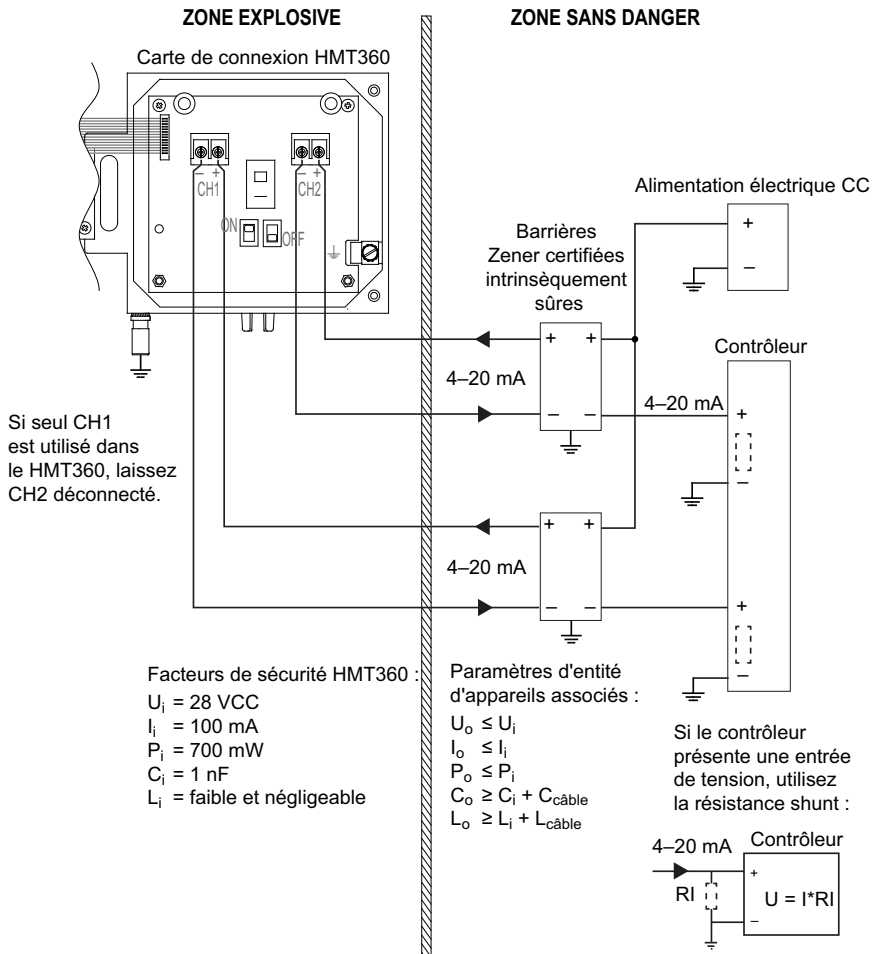 ZONE EXPLOSIVE
ZONE SANS DANGER
Carte de connexion HMT360
– +
CH1
– +
CH2
ON
OFF
Alimentation électrique CC
+
–
Barrières
Zener certifiées
intrinsèquement
sûres
+ +
– –
4–20 mA
4–20 mA
Contrôleur
+
–
+
–
Si seul CH1
est utilisé dans
le HMT360, laissez
CH2 déconnecté.
+ +
– –
4–20 mA
Facteurs de sécurité HMT360 :
Ui = 28 VCC
Ii = 100 mA
Pi = 700 mW
Ci = 1 nF
Li = faible et négligeable
Paramètres d'entité
d'appareils associés :
Uo ≤ Ui
Io ≤ Ii
Po ≤ Pi
Co ≥ Ci + Ccâble
Lo ≥ Li + Lcâble
Si le contrôleur
présente une entrée
de tension, utilisez
la résistance shunt :
4–20 mA
Contrôleur
RI
+
–
U = I*RI